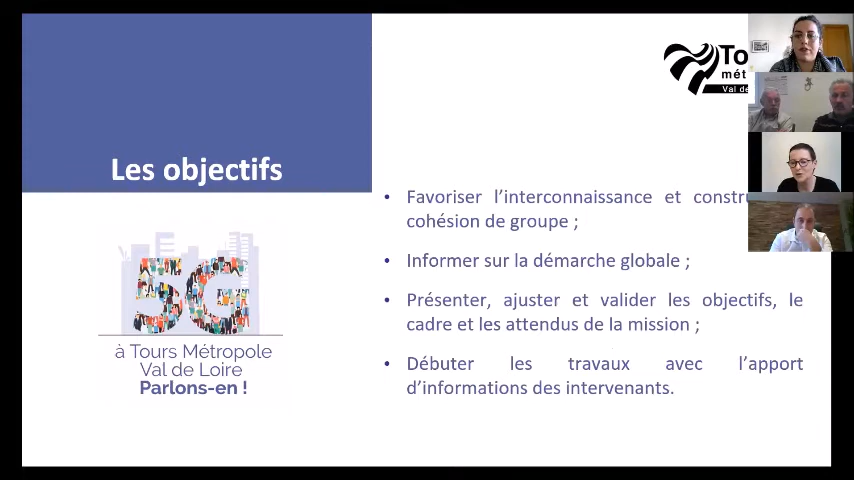 Les objectifs
To
mét
Val de
• Favoriser l’interconnaissance et constru
cohésion de groupe ;
• Informer sur la démarche globale ;
• Présenter, ajuster et valider les objectifs, le
cadre et les attendus de la mission ;
• Débuter les travaux avec l’apport
d’informations des intervenants.
5G
à Tours Métropole
Val de Loire
Parlons-en !